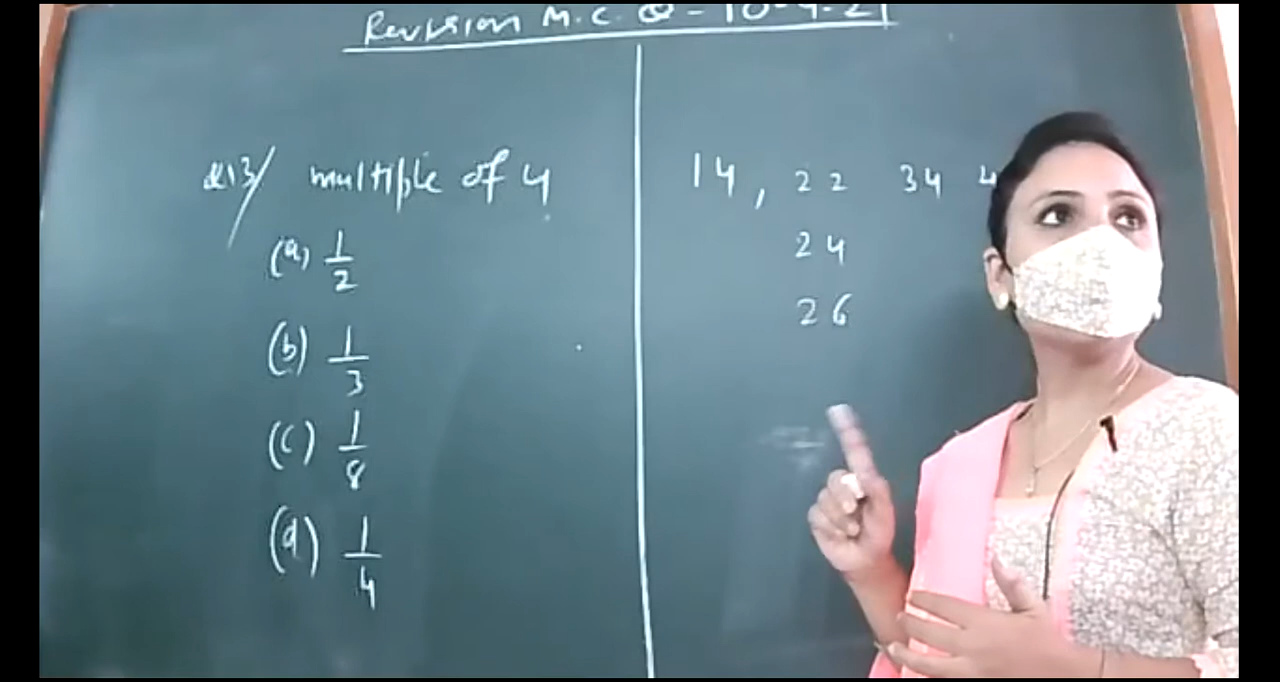 Revision M.C.Q - 10-4-21
Q13/ multiple of 4
(a) 1/2
(b) 1/3
(c) 1/8
(d) 1/4
14, 22 34 4
24
26